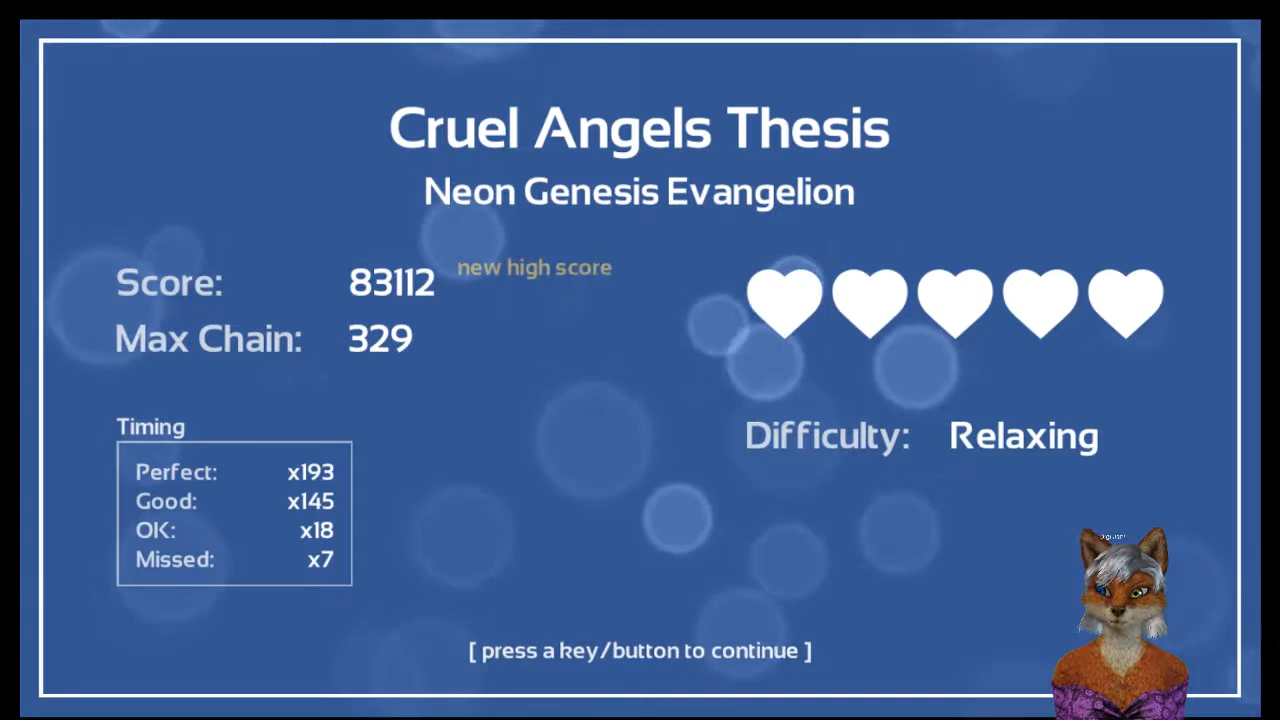 Cruel Angels Thesis
Neon Genesis Evangelion
Score: 83112 new high score
Max Chain: 329
Difficulty: Relaxing
Timing
Perfect: x193
Good: x145
OK: x18
Missed: x7
[ press a key/button to continue ]